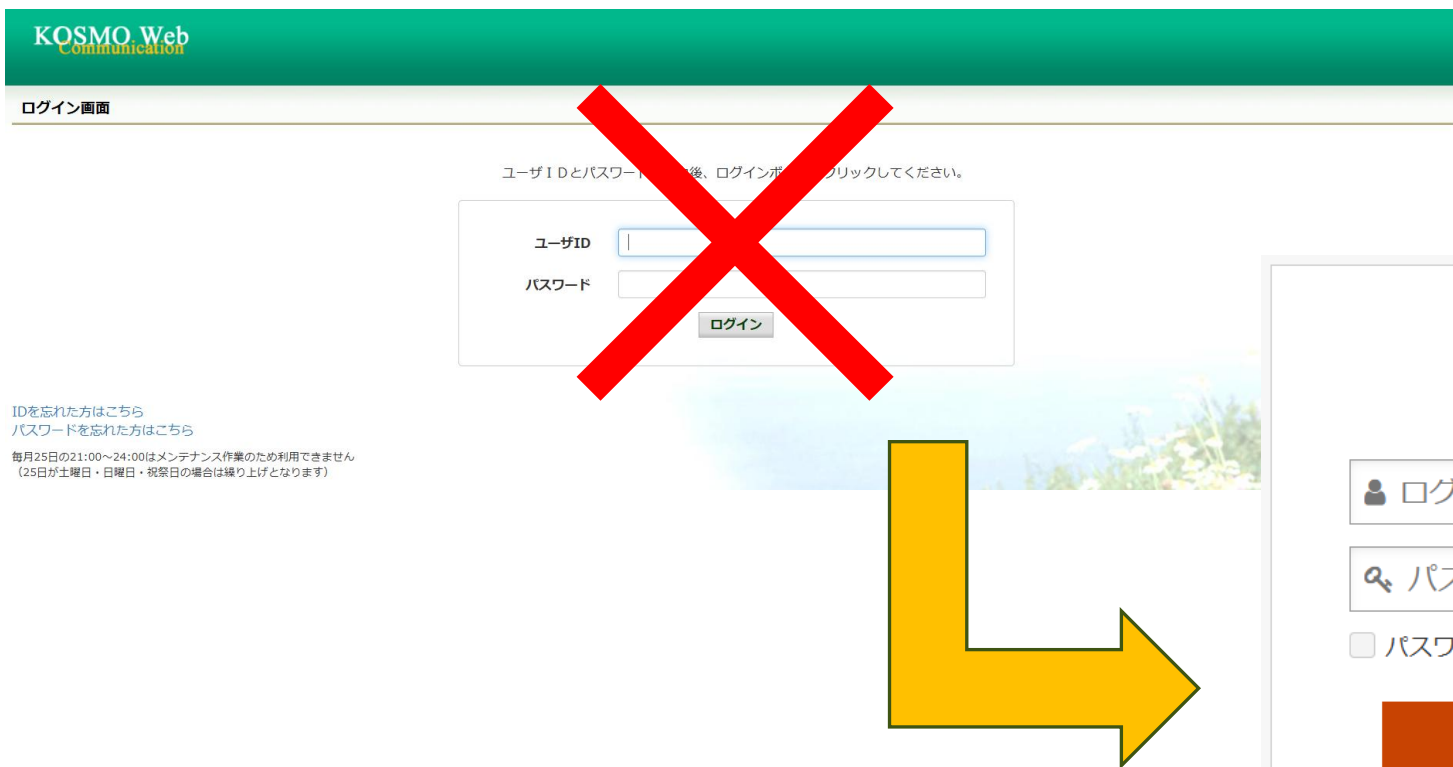 KOSMO Web
Communication
ログイン画面
ユーザＩＤとパスワー 後、ログインボ クリックしてください。
ユーザID
パスワード
ログイン
IDを忘れた方はこちら
パスワードを忘れた方はこちら
毎月25日の21:00～24:00はメンテナンス作業のため利用できません
（25日が土曜日・日曜日・祝祭日の場合は繰り上げとなります）
ログ
パス
パスワ